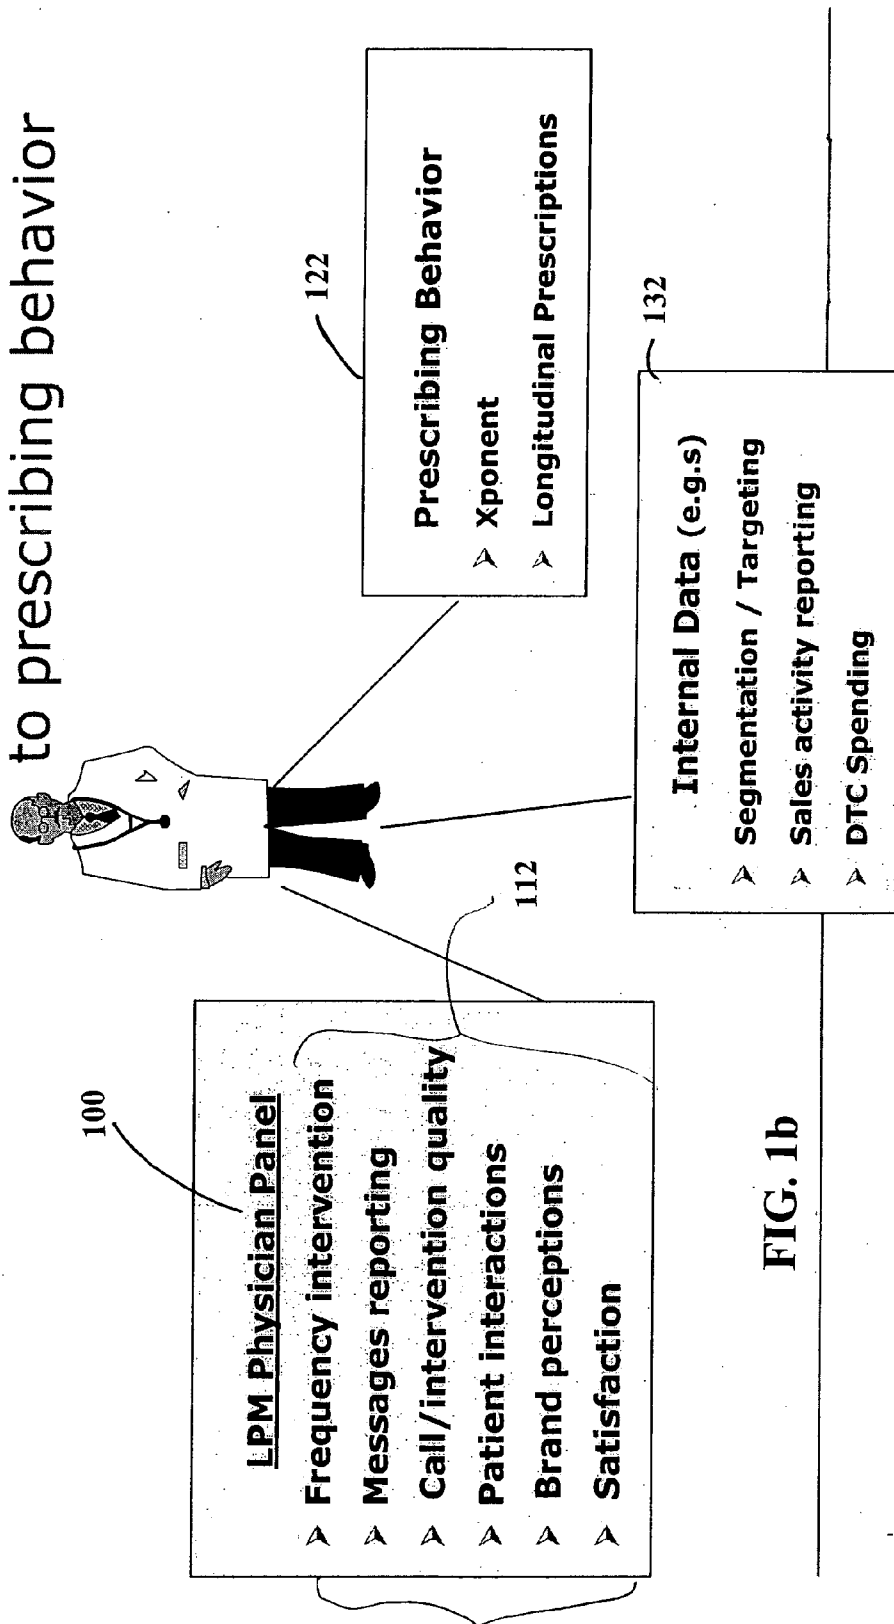 to prescribing behavior
100
LPM Physician Panel
➢ Frequency intervention
➢ Messages reporting
➢ Call/intervention quality
➢ Patient interactions
➢ Brand perceptions
➢ Satisfaction
112
122
Prescribing Behavior
➢ Xponent
➢ Longitudinal Prescriptions
132
Internal Data (e.g.s)
➢ Segmentation / Targeting
➢ Sales activity reporting
➢ DTC Spending
FIG. 1b